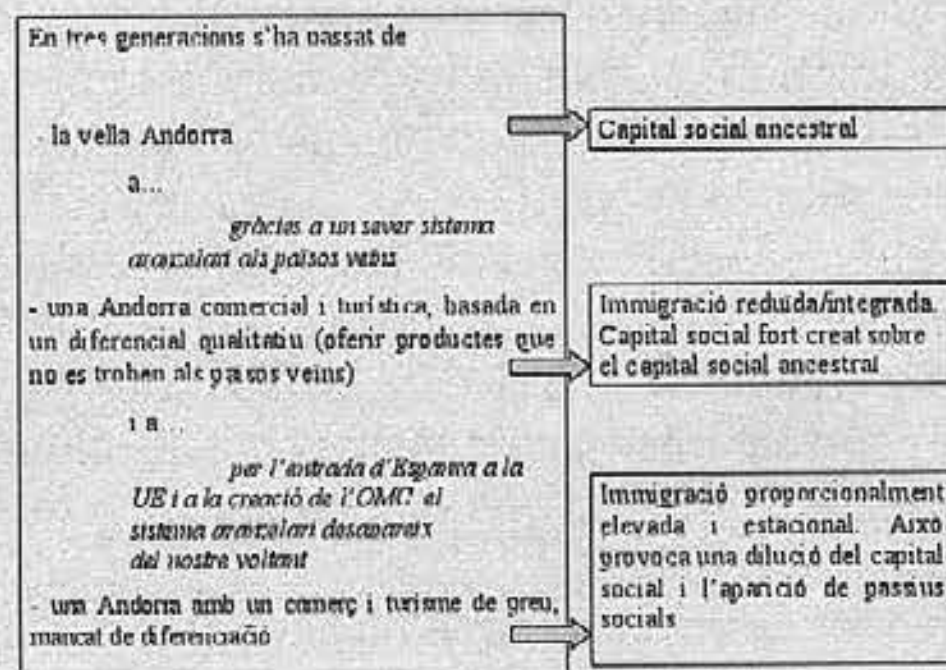 En tres generacions s'ha passat de
- la vella Andorra
a...
gràcies a un sever sistema
aranzelari als països veïns
- una Andorra comercial i turística, basada en
un diferencial qualitatiu (oferir productes que
no es troben als països veïns)
i a...
per l'entrada d'Espanya a la
UE i a la creació de l'OMC el
sistema aranzelari desapareix
del nostre voltant
- una Andorra amb un comerç i turisme de preu,
mancat de diferenciació
Capital social ancestral
Immigració reduïda/integrada.
Capital social fort creat sobre
el capital social ancestral
Immigració proporcionalment
elevada i estacional. Això
provoca una dilució del capital
social i l'aparició de passius
socials